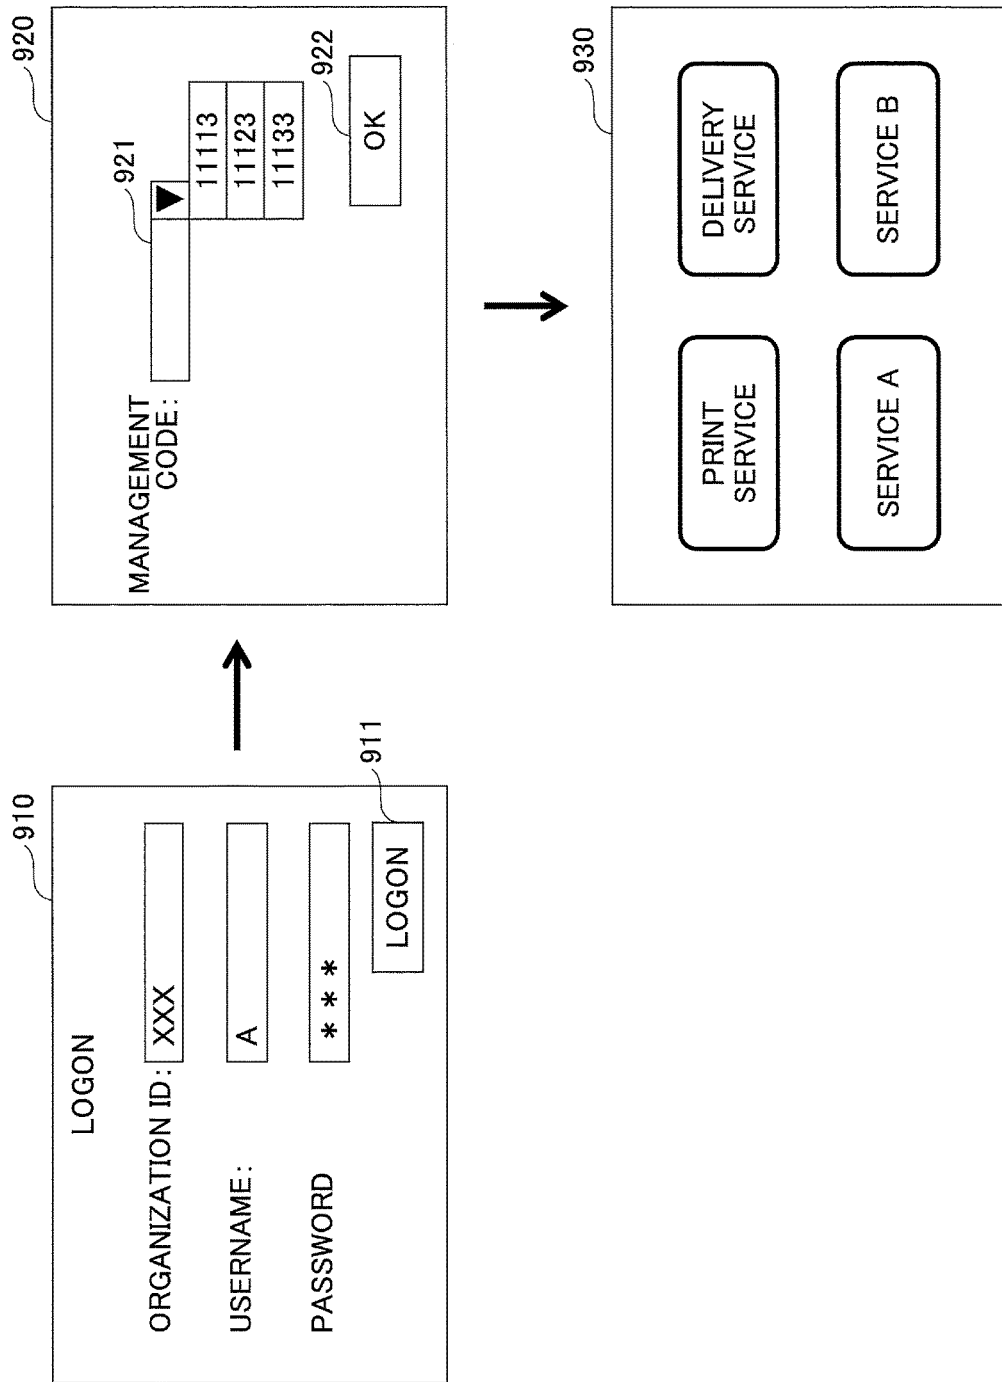 910
LOGON
ORGANIZATION ID : XXX
USERNAME : A
PASSWORD * * *
LOGON
911
920
921
MANAGEMENT
CODE :
▼
11113
11123
11133
922
OK
930
PRINT
SERVICE
DELIVERY
SERVICE
SERVICE A
SERVICE B